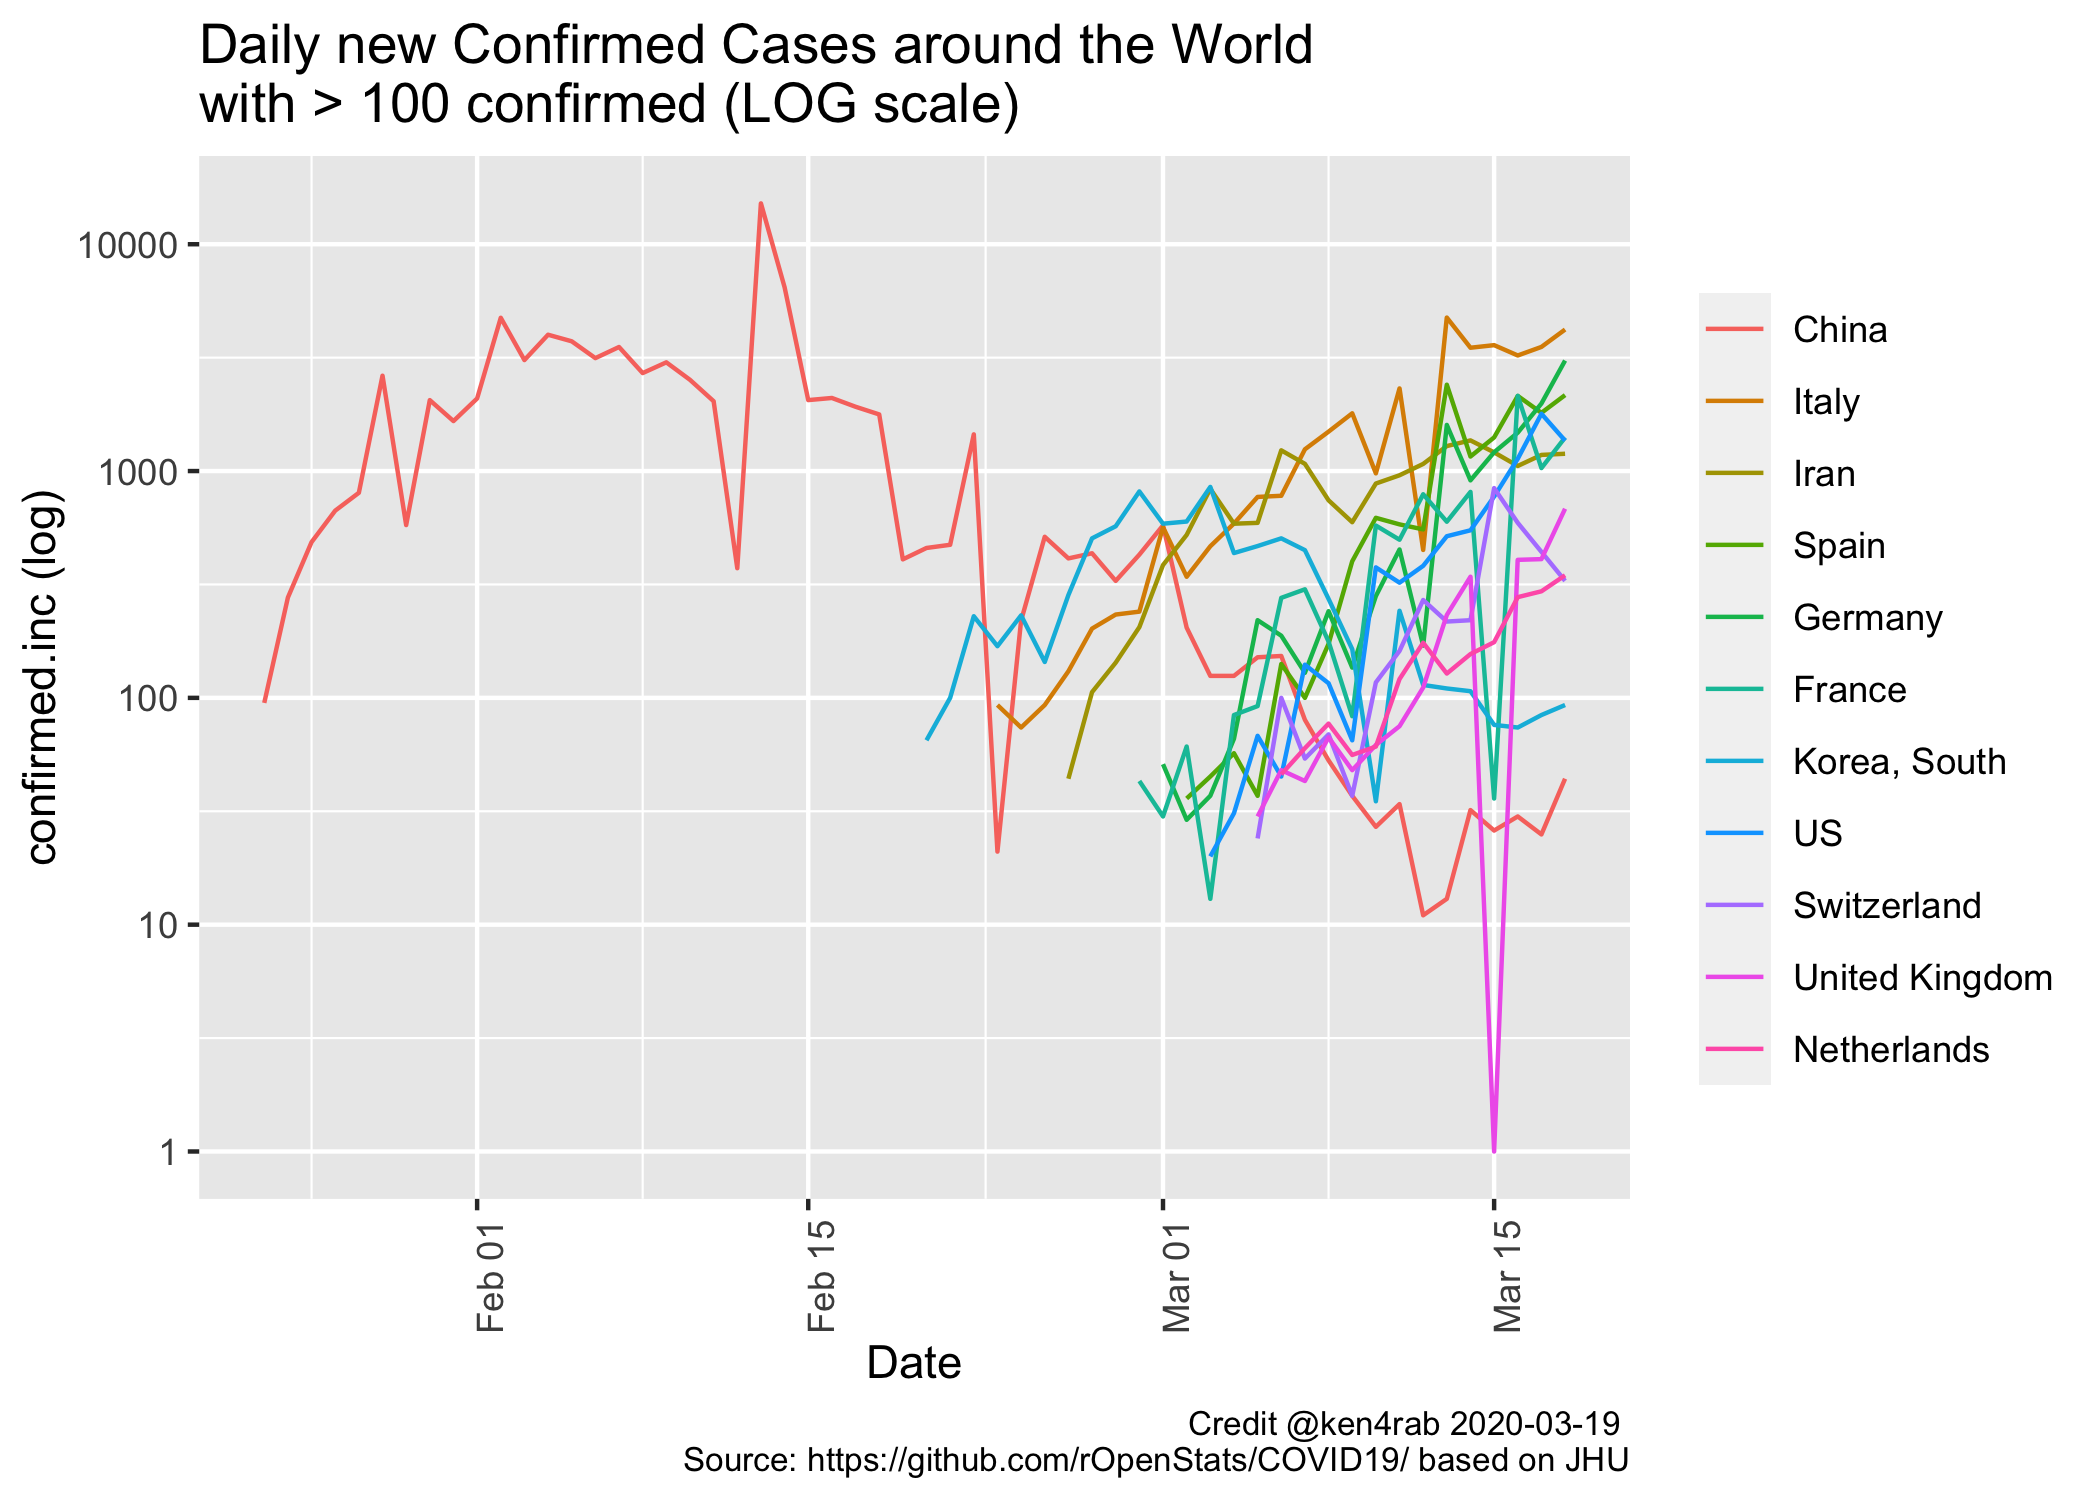 Daily new Confirmed Cases around the World
with > 100 confirmed (LOG scale)
confirmed.inc (log)
10000
1000
100
10
1
Feb 01
Feb 15
Mar 01
Mar 15
Date
China
Italy
Iran
Spain
Germany
France
Korea, South
US
Switzerland
United Kingdom
Netherlands
Credit @ken4rab 2020-03-19
Source: https://github.com/rOpenStats/COVID19/ based on JHU